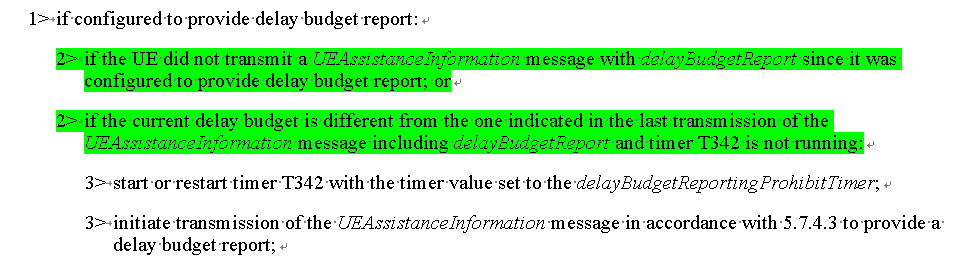 1> if configured to provide delay budget report:
2> if the UE did not transmit a UEAssistanceInformation message with delayBudgetReport since it was
configured to provide delay budget report; or
2> if the current delay budget is different from the one indicated in the last transmission of the
UEAssistanceInformation message including delayBudgetReport and timer T342 is not running:
3> start or restart timer T342 with the timer value set to the delayBudgetReportingProhibitTimer;
3> initiate transmission of the UEAssistanceInformation message in accordance with 5.7.4.3 to provide a
delay budget report;